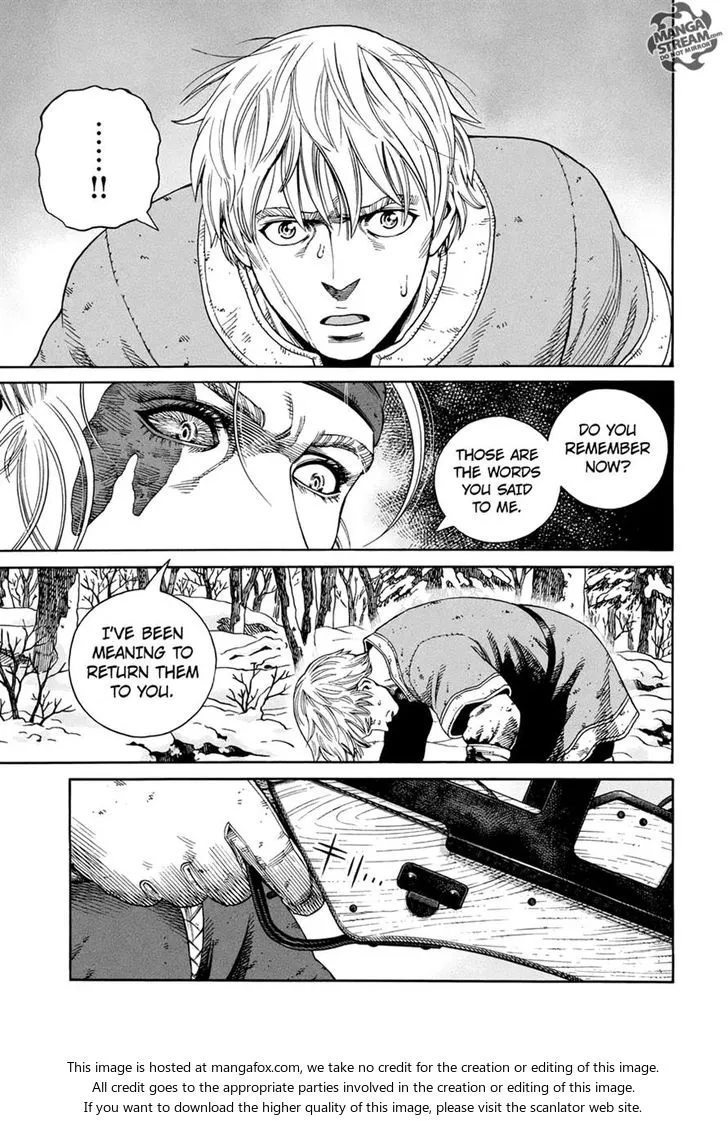 MANGA
STREAM.com
DO NOT MIRROR
........!!
DO YOU
REMEMBER
NOW?
THOSE ARE
THE WORDS
YOU SAID
TO ME.
I'VE BEEN
MEANING TO
RETURN THEM
TO YOU.
This image is hosted at mangafox.com, we take no credit for the creation or editing of this image.
All credit goes to the appropriate parties involved in the creation or editing of this image.
If you want to download the higher quality of this image, please visit the scanlator web site.